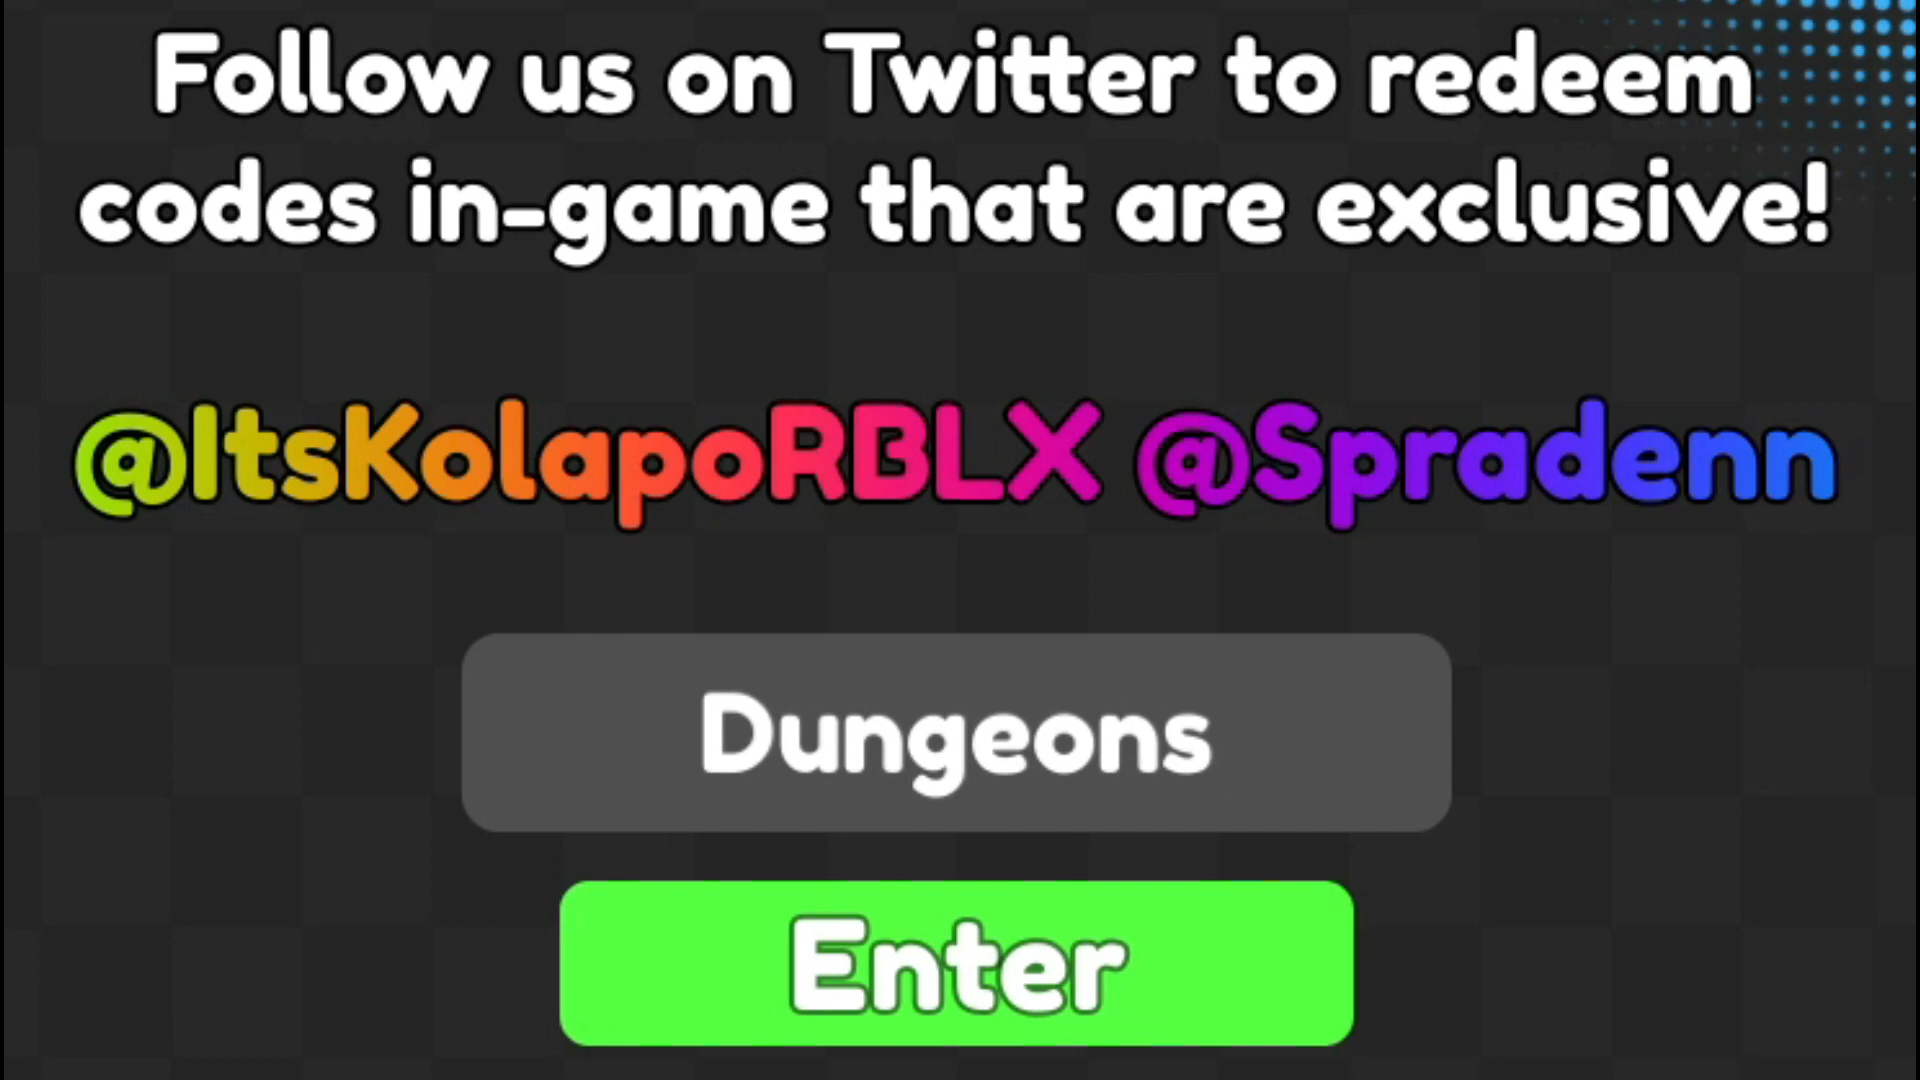 Follow us on Twitter to redeem
codes in-game that are exclusive!
@ItsKolapoRBLX @Spradenn
Dungeons
Enter